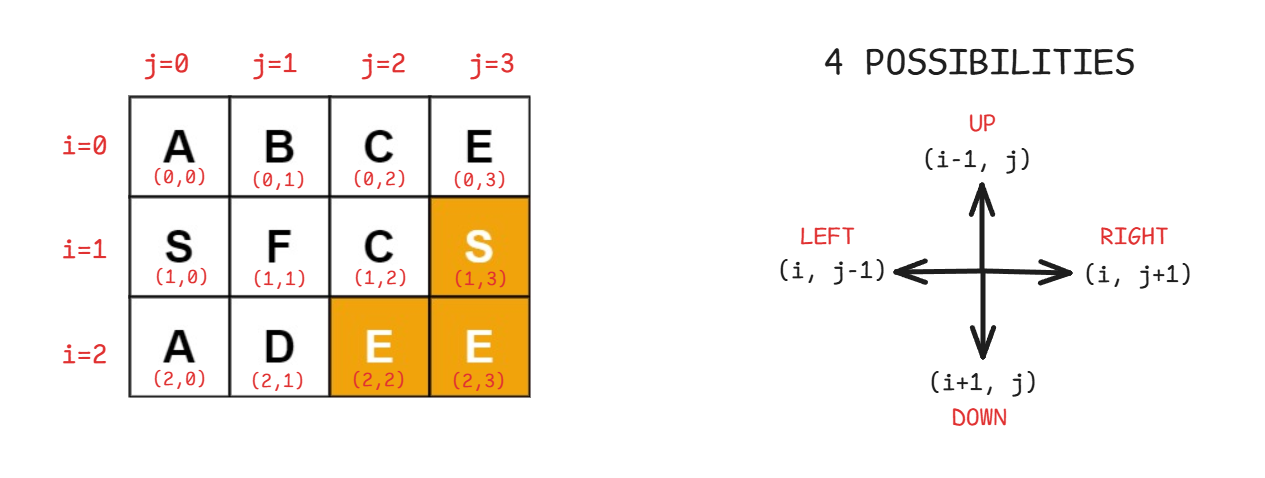 j=0 j=1 j=2 j=3
i=0 A B C E
(0,0) (0,1) (0,2) (0,3)
i=1 S F C S
(1,0) (1,1) (1,2) (1,3)
i=2 A D E E
(2,0) (2,1) (2,2) (2,3)
4 POSSIBILITIES
UP
(i-1, j)
LEFT RIGHT
(i, j-1) (i, j+1)
(i+1, j)
DOWN